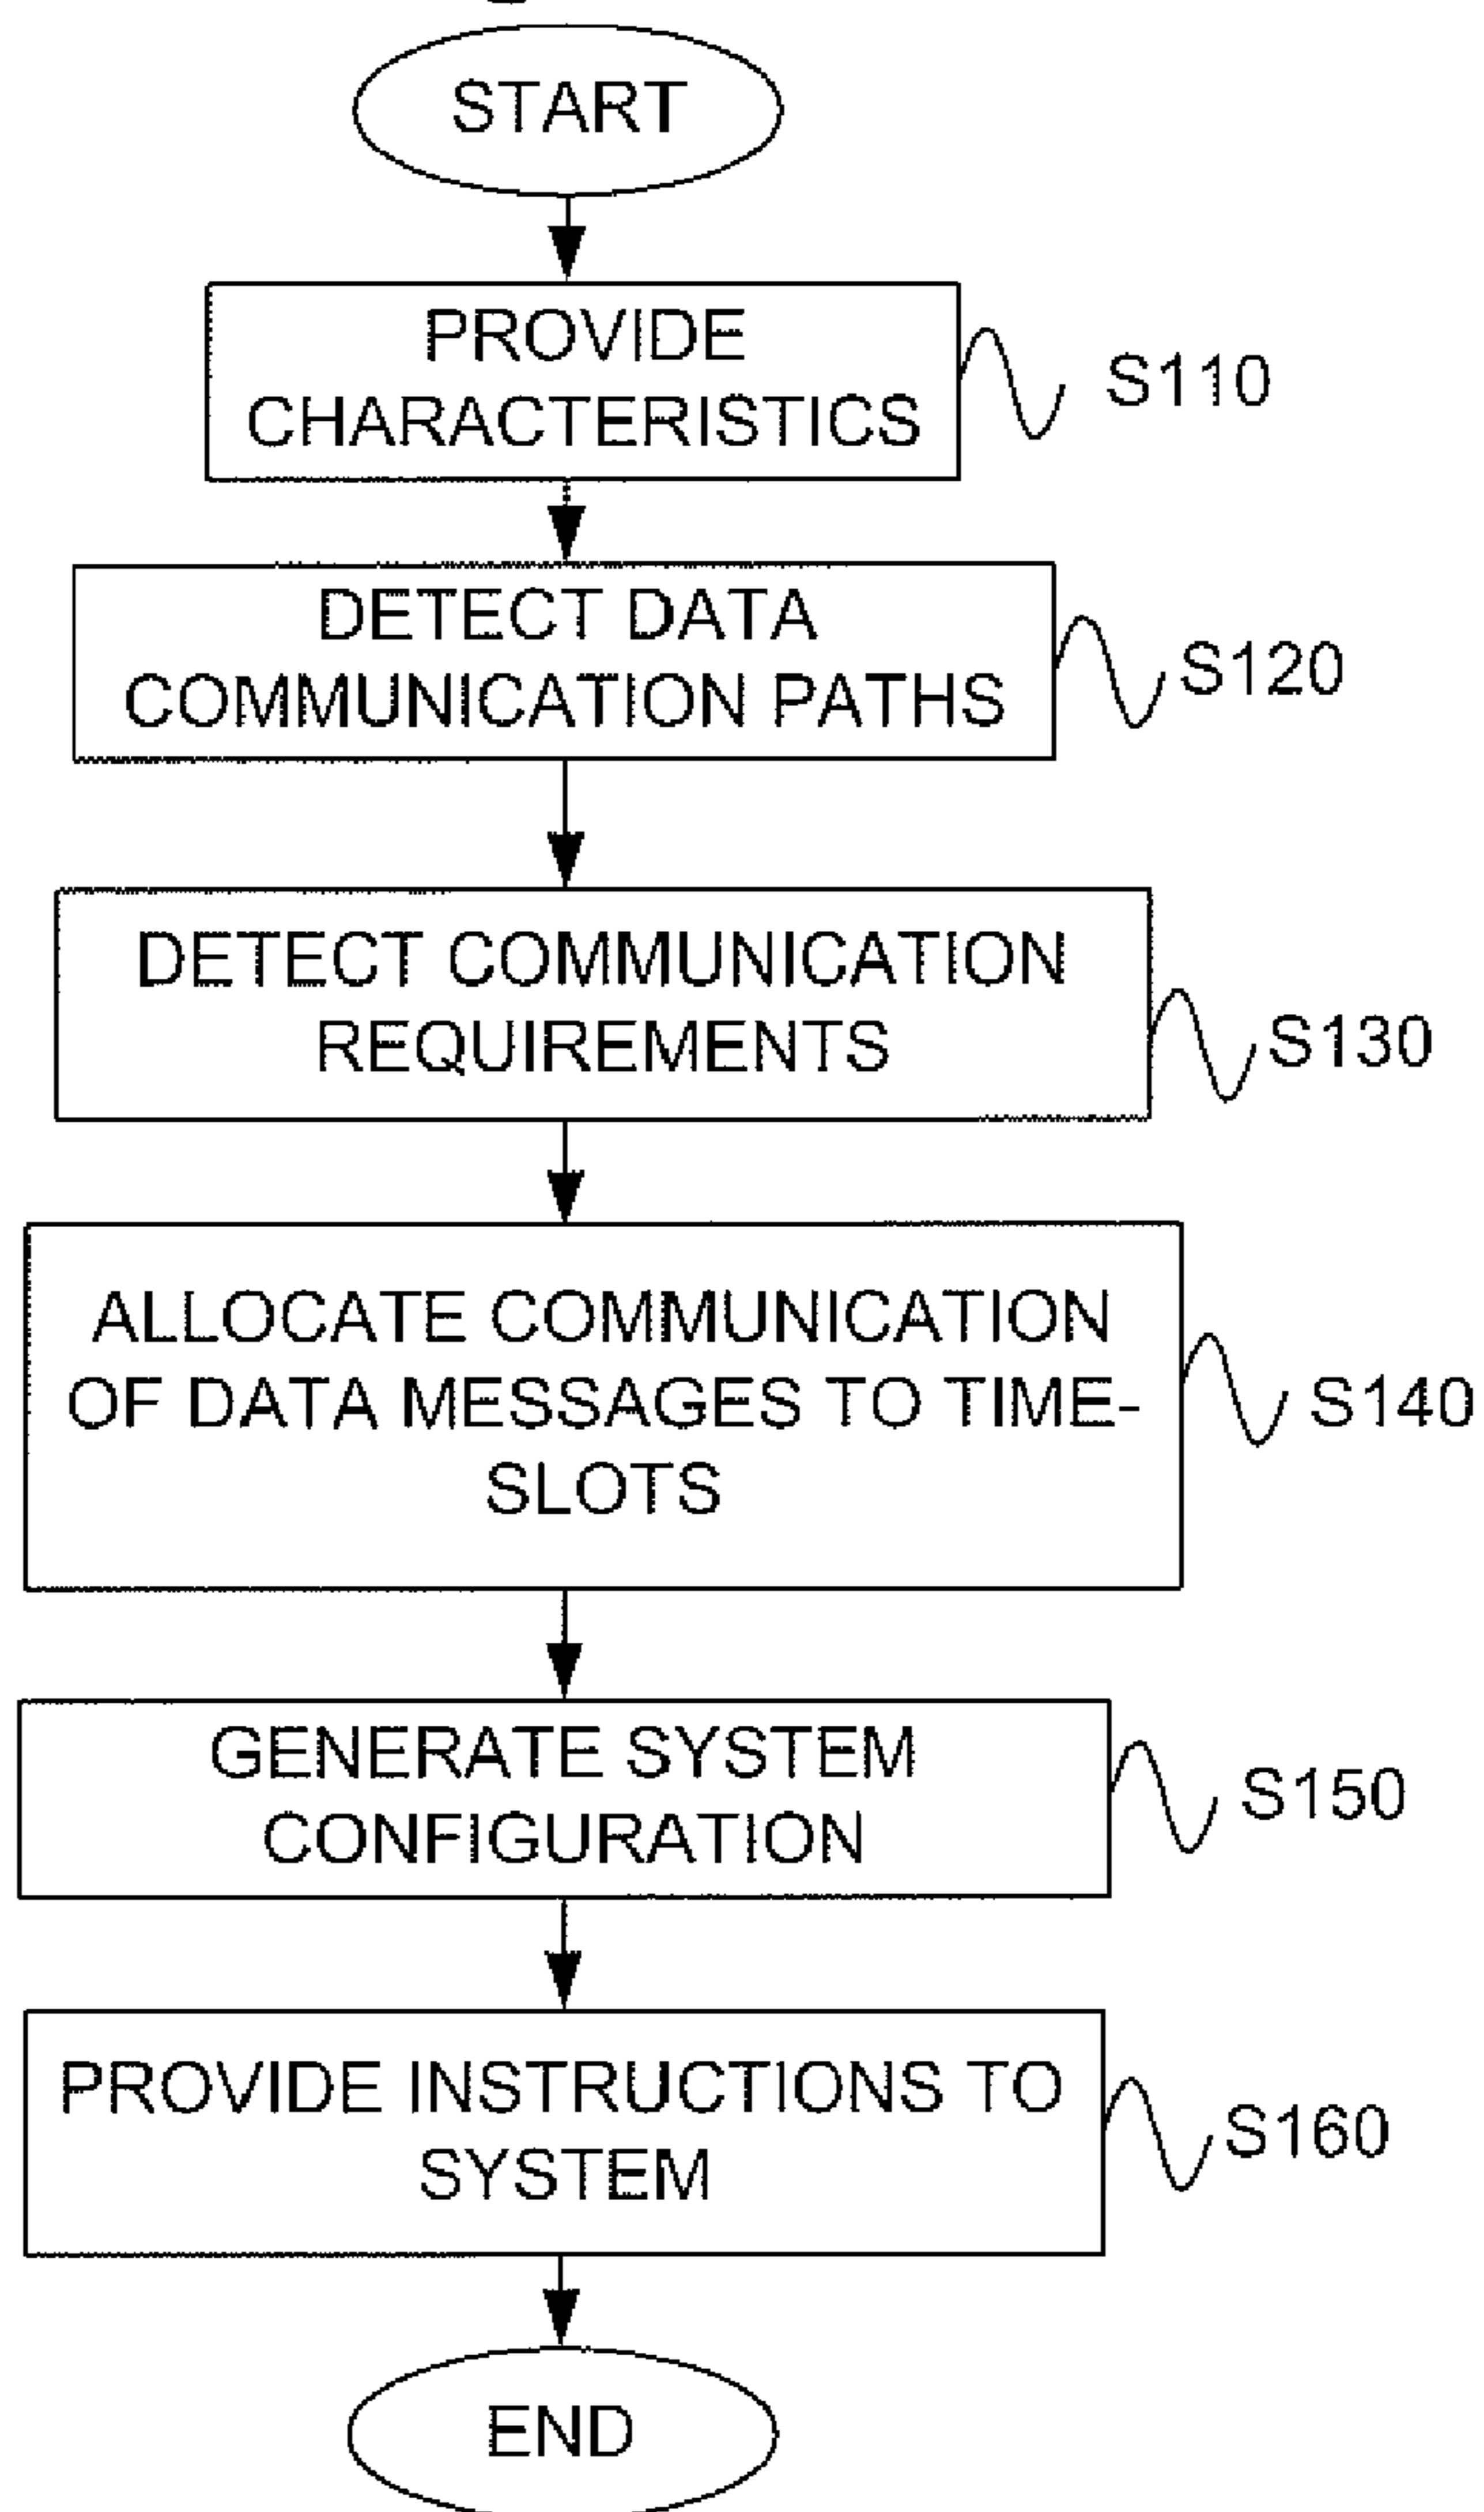 START
PROVIDE
CHARACTERISTICS
S110
DETECT DATA
COMMUNICATION PATHS
S120
DETECT COMMUNICATION
REQUIREMENTS
S130
ALLOCATE COMMUNICATION
OF DATA MESSAGES TO TIME-
SLOTS
S140
GENERATE SYSTEM
CONFIGURATION
S150
PROVIDE INSTRUCTIONS TO
SYSTEM
S160
END